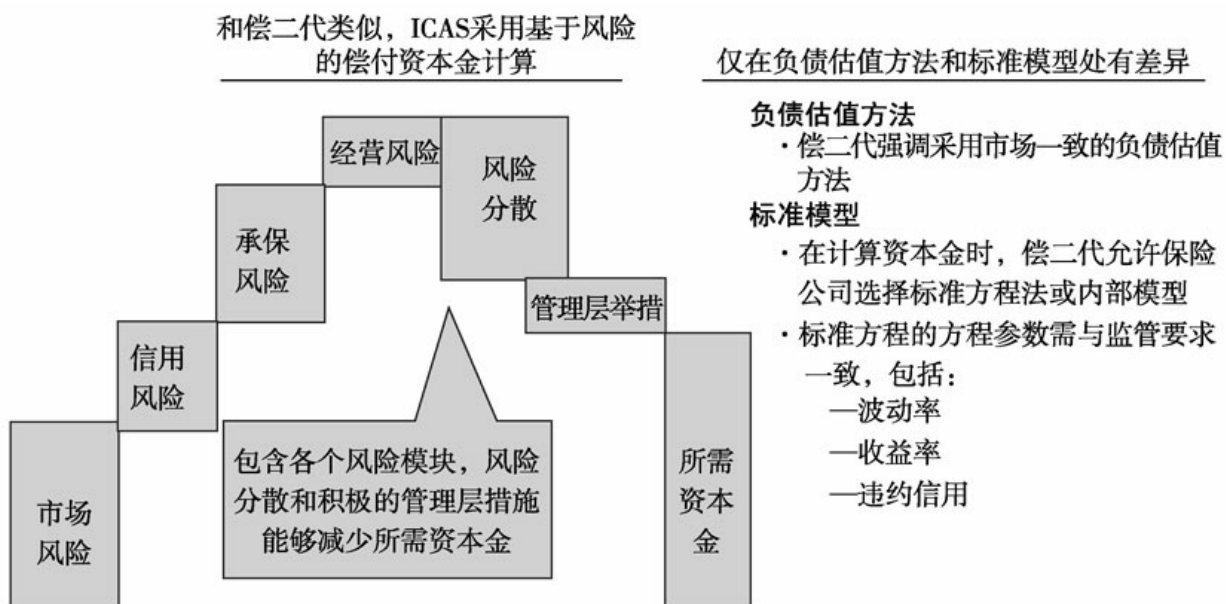 和偿二代类似，ICAS采用基于风险
的偿付资本金计算
仅在负债估值方法和标准模型处有差异
经营风险
风险
分散
承保
风险
管理层举措
信用
风险
市场
风险
包含各个风险模块，风险
分散和积极的管理层措施
能够减少所需资本金
所需
资本
金
负债估值方法
·偿二代强调采用市场一致的负债估值
方法
标准模型
·在计算资本金时，偿二代允许保险
公司选择标准方程法或内部模型
·标准方程的方程参数需与监管要求
一致，包括：
—波动率
—收益率
—违约信用